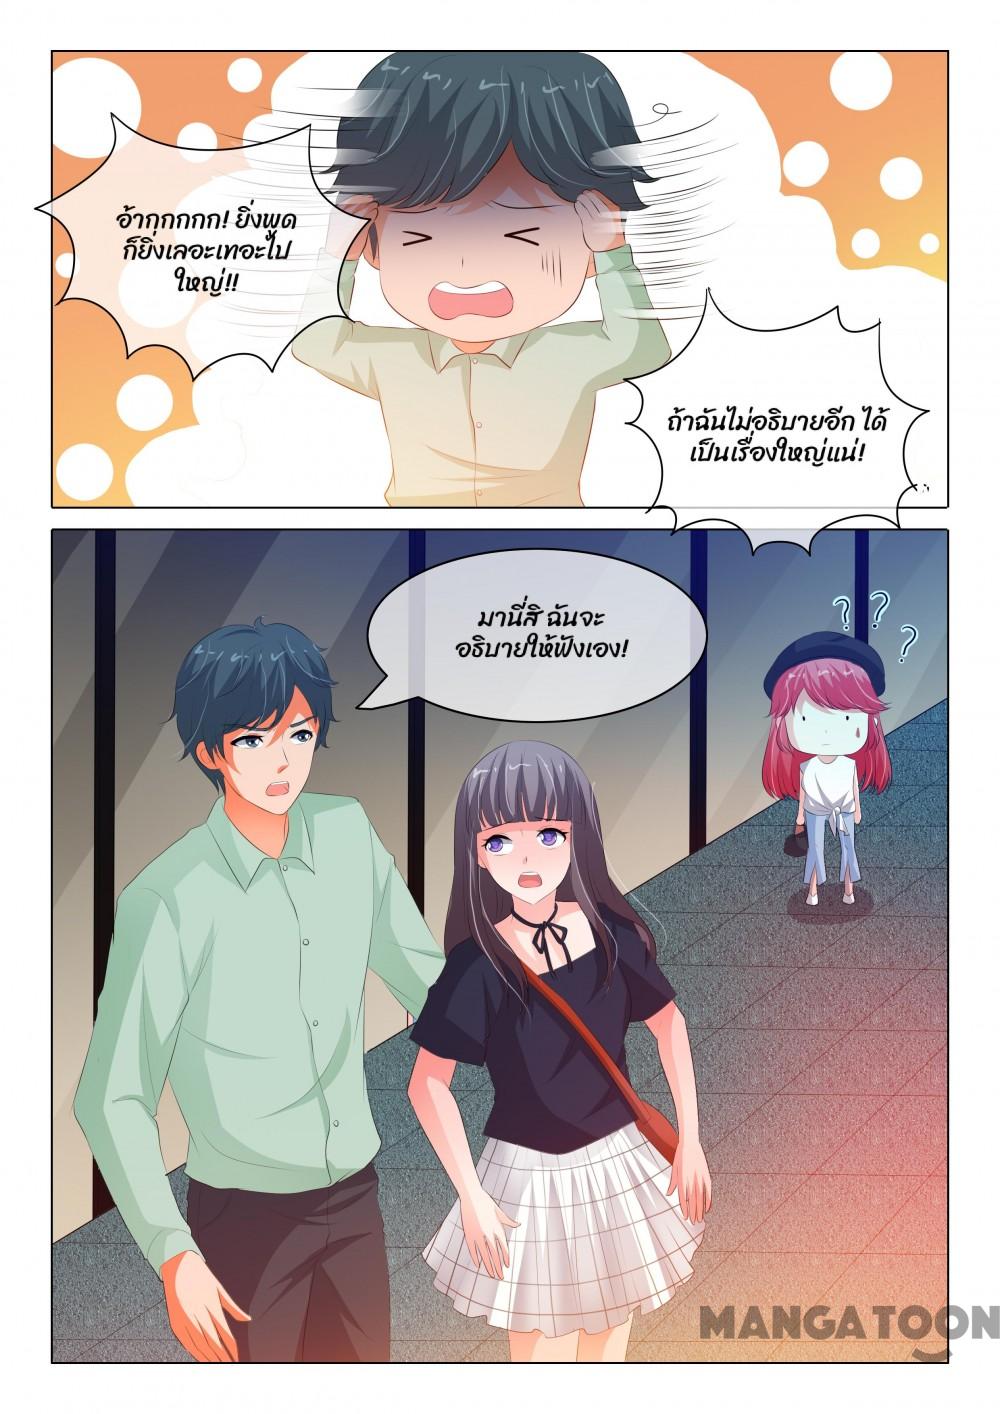 อ๊ากกกกก! ยิ่งพูด
ก็ยิ่งเลอะเทอะไป
ใหญ่!!
ถ้าฉันไม่อธิบายอีก ได้
เป็นเรื่องใหญ่แน่!
มานี่สิ ฉันจะ
อธิบายให้ฟังเอง!
? ? ?
MANGATOON